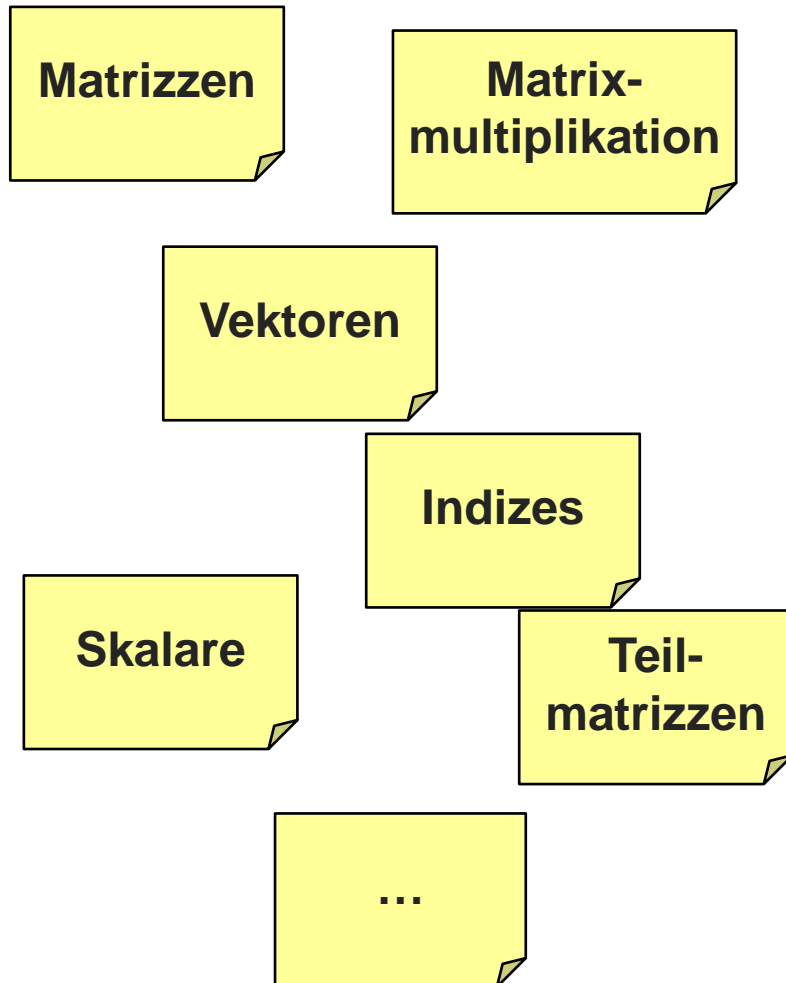 Matrizzen
Matrix-
multiplikation
Vektoren
Indizes
Skalare
Teil-
matrizzen
...